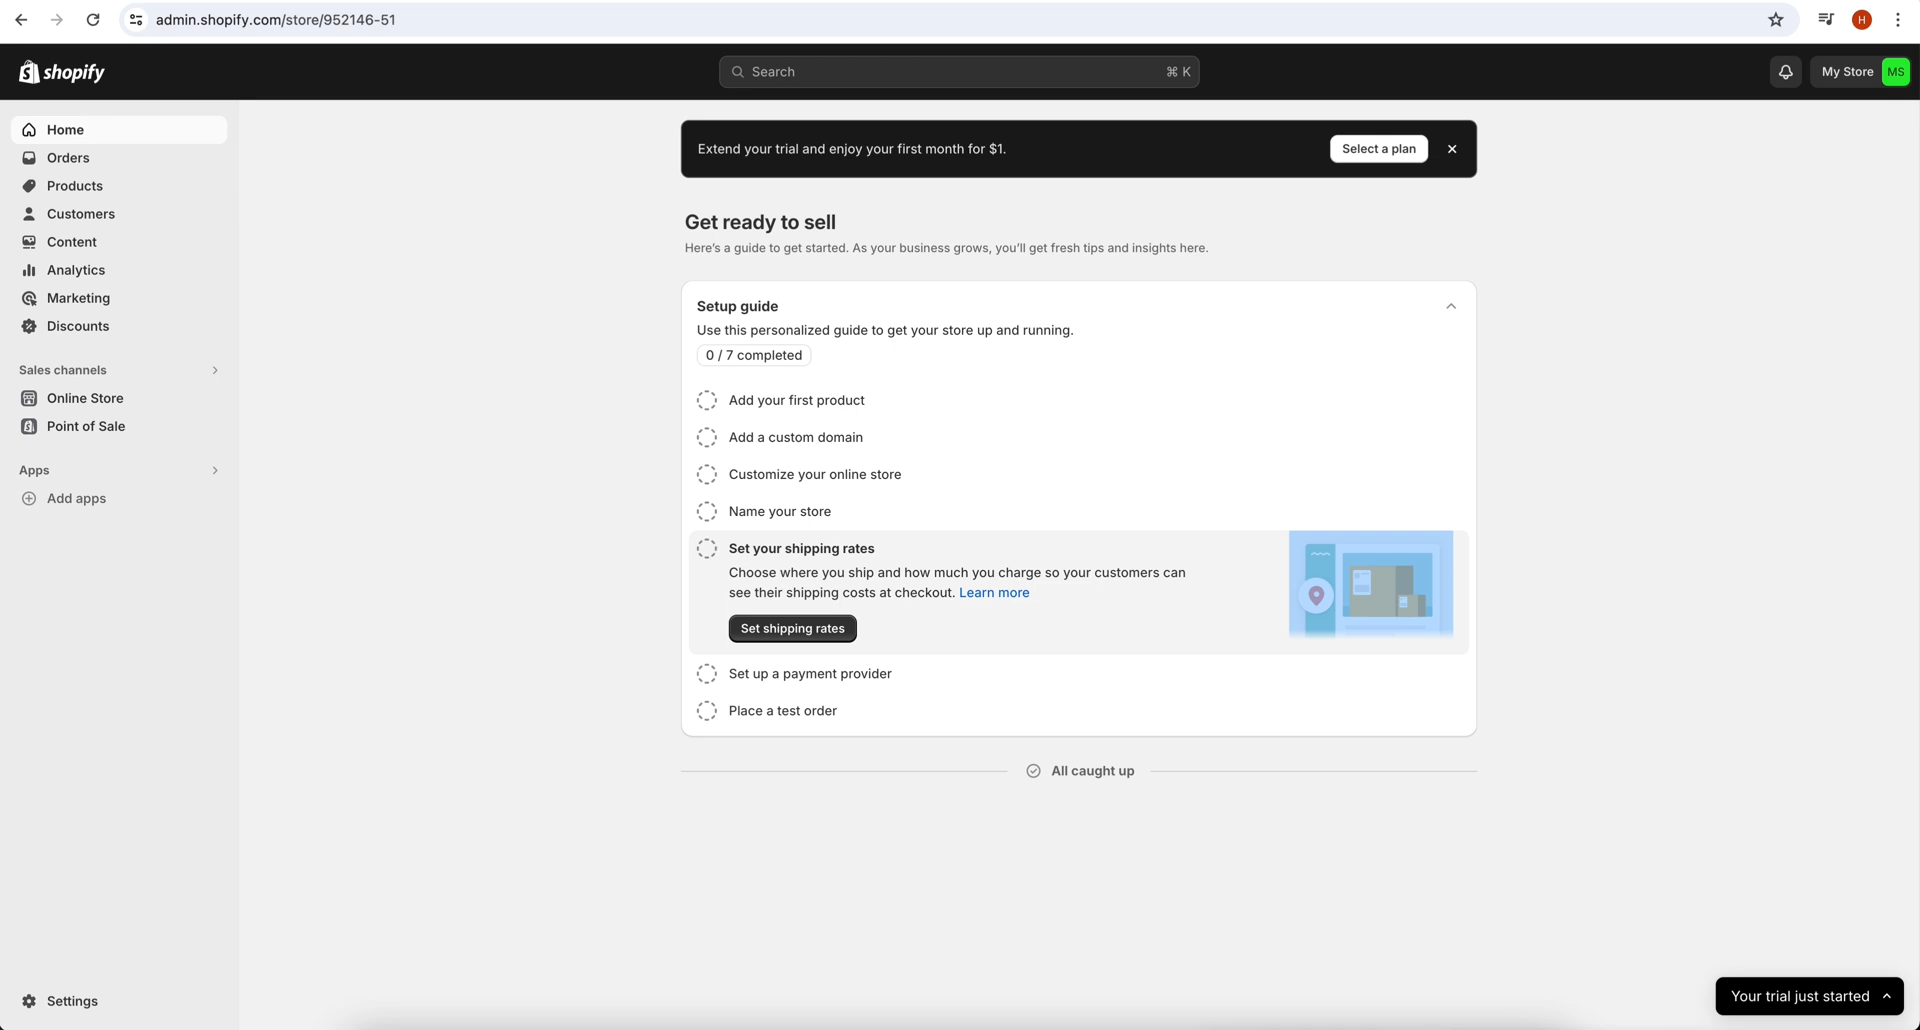 admin.shopify.com/store/952146-51
H
shopify
Search
⌘ K
My Store
MS
Home
Orders
Products
Customers
Content
Analytics
Marketing
Discounts
Sales channels
Online Store
Point of Sale
Apps
Add apps
Settings
Extend your trial and enjoy your first month for $1.
Select a plan
Get ready to sell
Here's a guide to get started. As your business grows, you'll get fresh tips and insights here.
Setup guide
Use this personalized guide to get your store up and running.
0 / 7 completed
Add your first product
Add a custom domain
Customize your online store
Name your store
Set your shipping rates
Choose where you ship and how much you charge so your customers can
see their shipping costs at checkout. Learn more
Set shipping rates
Set up a payment provider
Place a test order
All caught up
Your trial just started